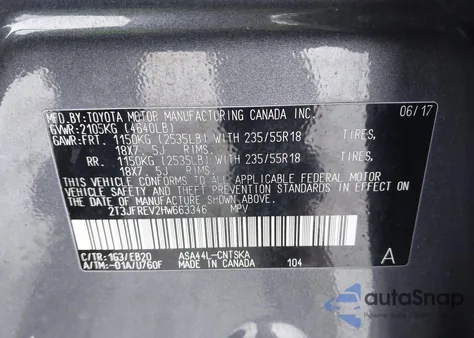 MFD.BY:TOYOTA MOTOR MANUFACTURING CANADA INC. 06/17
GVWR:2105KG (4640LB)
GAWR:FRT. 1150KG (2535LB) WITH 235/55R18 TIRES,
18X7. 5J RIMS,
RR. 1150KG (2535LB) WITH 235/55R18 TIRES,
18X7. 5J RIMS.
THIS VEHICLE CONFORMS TO ALL APPLICABLE FEDERAL MOTOR
VEHICLE SAFETY AND THEFT PREVENTION STANDARDS IN EFFECT ON
THE DATE OF MANUFACTURE SHOWN ABOVE.
2T3JFREV2HW663346 MPV
C/TR:1G3/EB20 ASA44L-CNTSKA
A/TM:-01A/U760F MADE IN CANADA 104 A
autoSnap